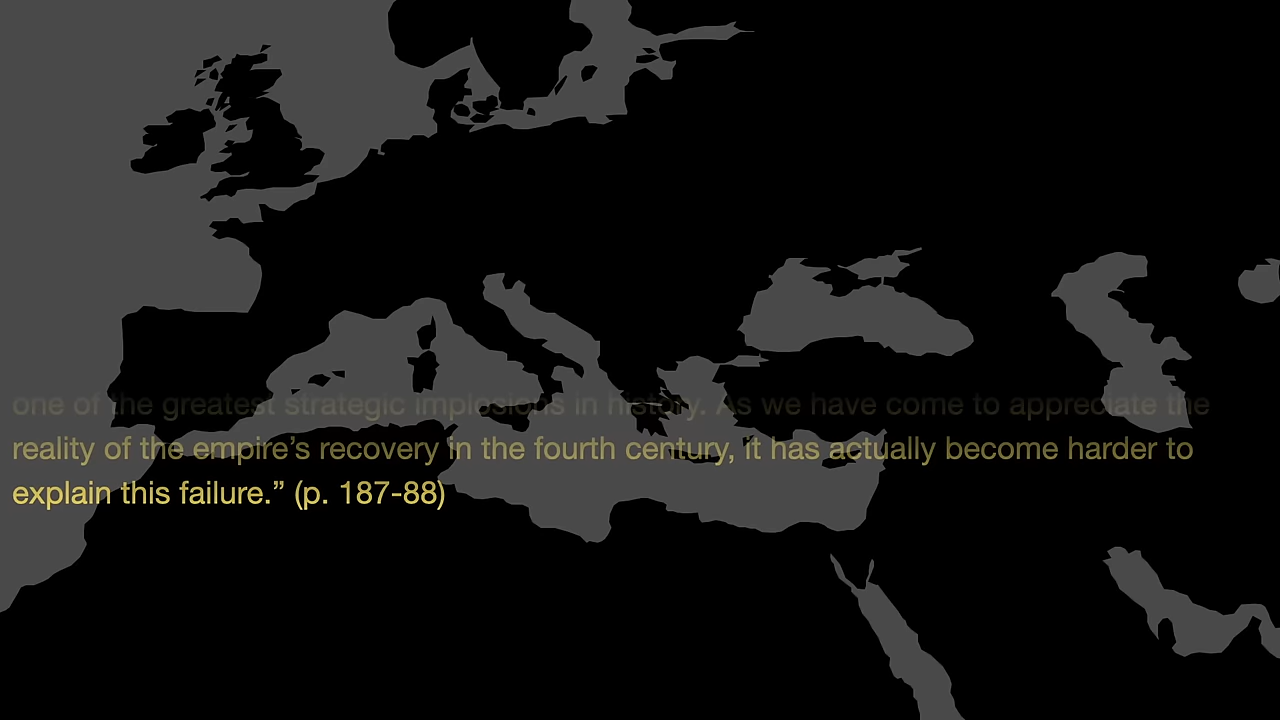 one of the greatest strategic implosions in history. As we have come to appreciate the
reality of the empire’s recovery in the fourth century, it has actually become harder to
explain this failure.” (p. 187-88)